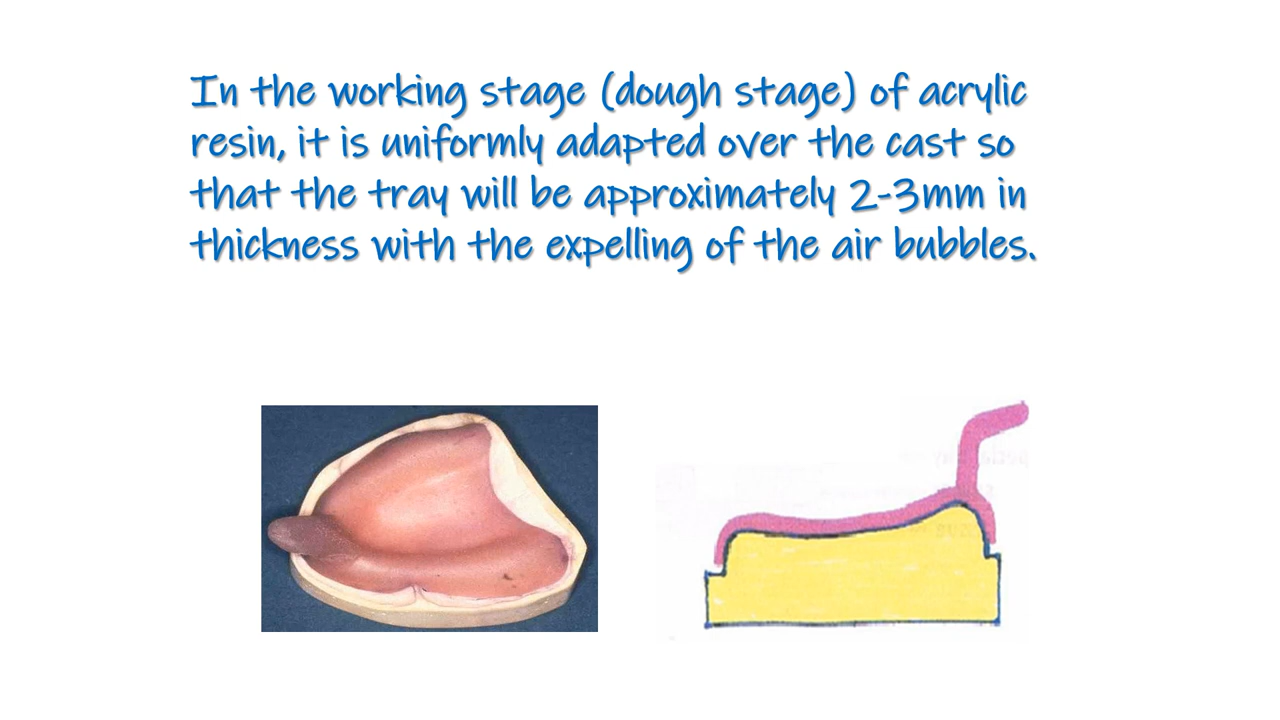 In the working stage (dough stage) of acrylic
resin, it is uniformly adapted over the cast so
that the tray will be approximately 2-3mm in
thickness with the expelling of the air bubbles.